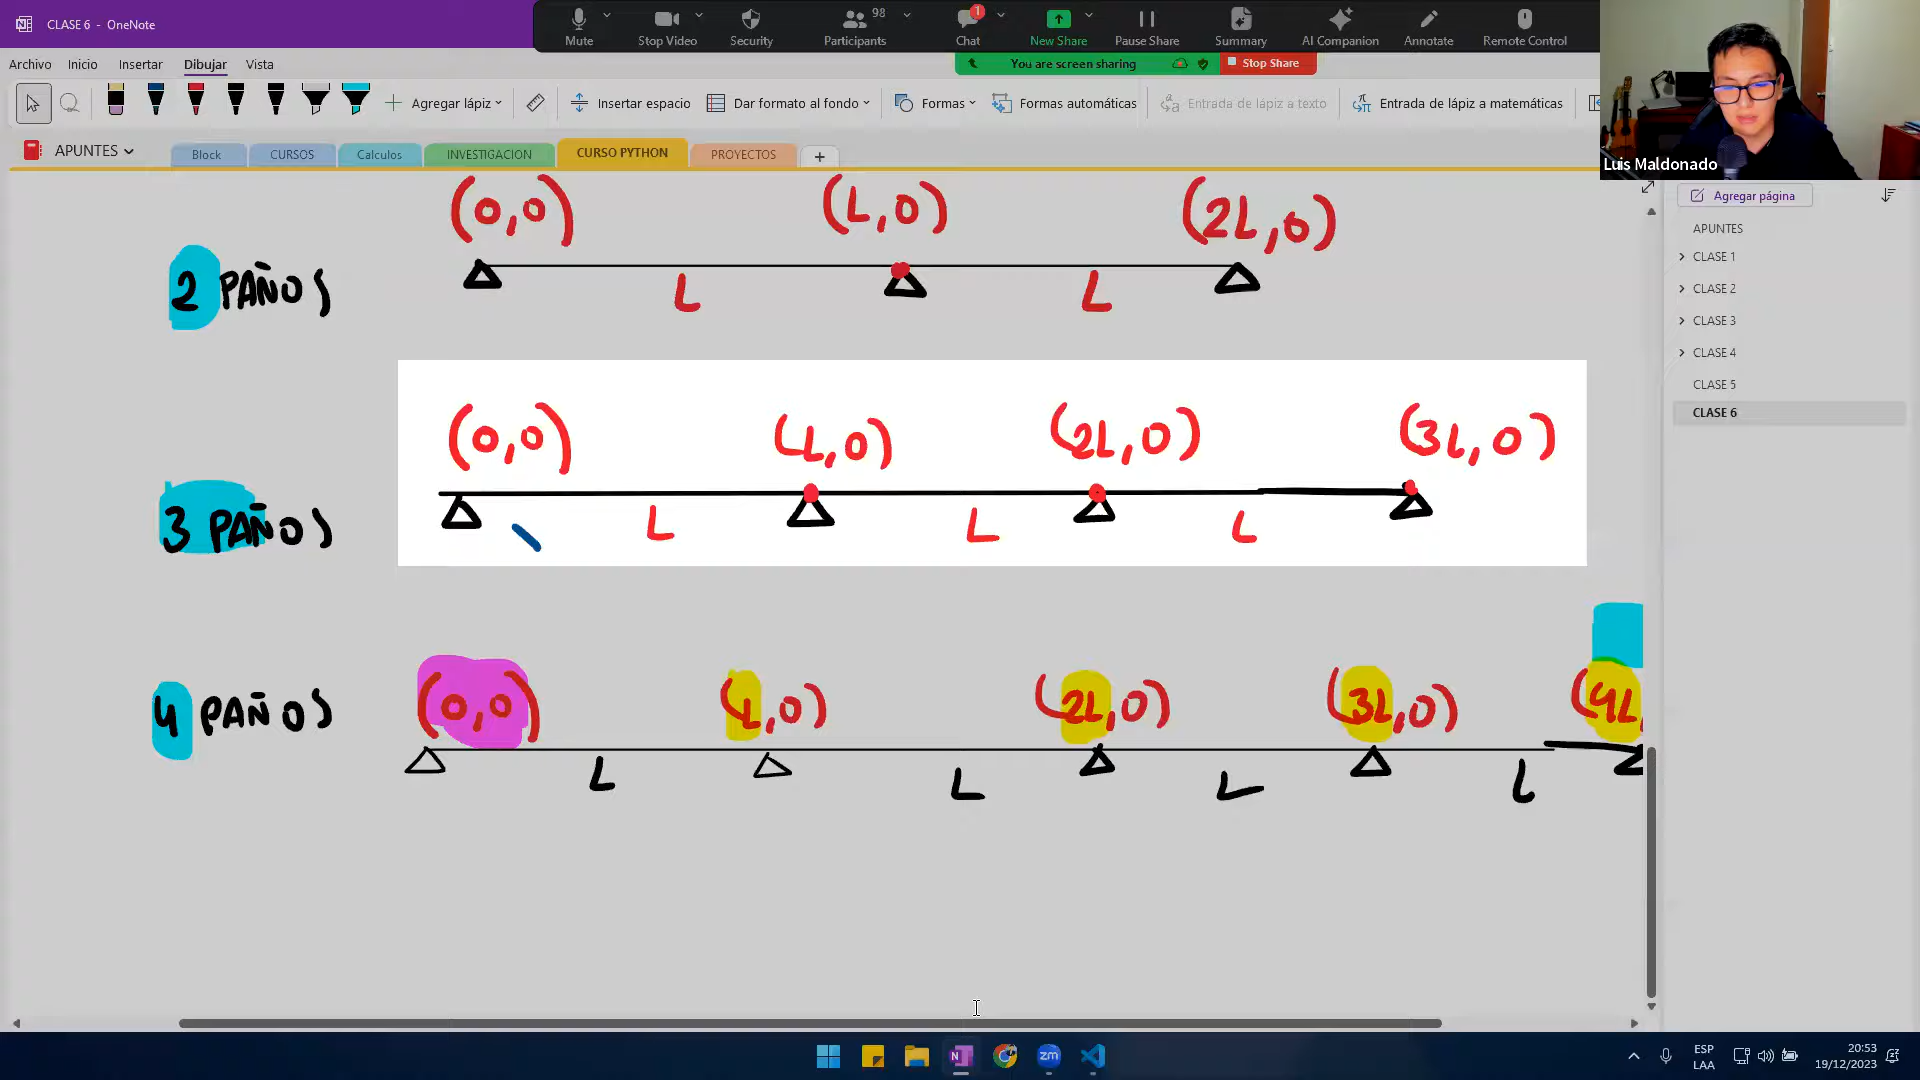 CLASE 6 - OneNote
Mute
Stop Video
Security
Participants
98
Chat
1
New Share
Pause Share
Summary
AI Companion
Annotate
Remote Control
You are screen sharing
Stop Share
Archivo
Inicio
Insertar
Dibujar
Vista
Agregar lápiz
Insertar espacio
Dar formato al fondo
Formas
Formas automáticas
Entrada de lápiz a texto
Entrada de lápiz a matemáticas
Luis Maldonado
APUNTES
Block
CURSOS
Calculos
INVESTIGACION
CURSO PYTHON
PROYECTOS
+
Agregar página
APUNTES
CLASE 1
CLASE 2
CLASE 3
CLASE 4
CLASE 5
CLASE 6
(0,0) (L,0) (2L,0)
2 PAÑOS
L L
(0,0) (L,0) (2L,0) (3L,0)
3 PAÑOS
L L L
4 PAÑOS
(0,0) (L,0) (2L,0) (3L,0) (4L,
L L L L
zm
ESP
LAA
20:53
19/12/2023